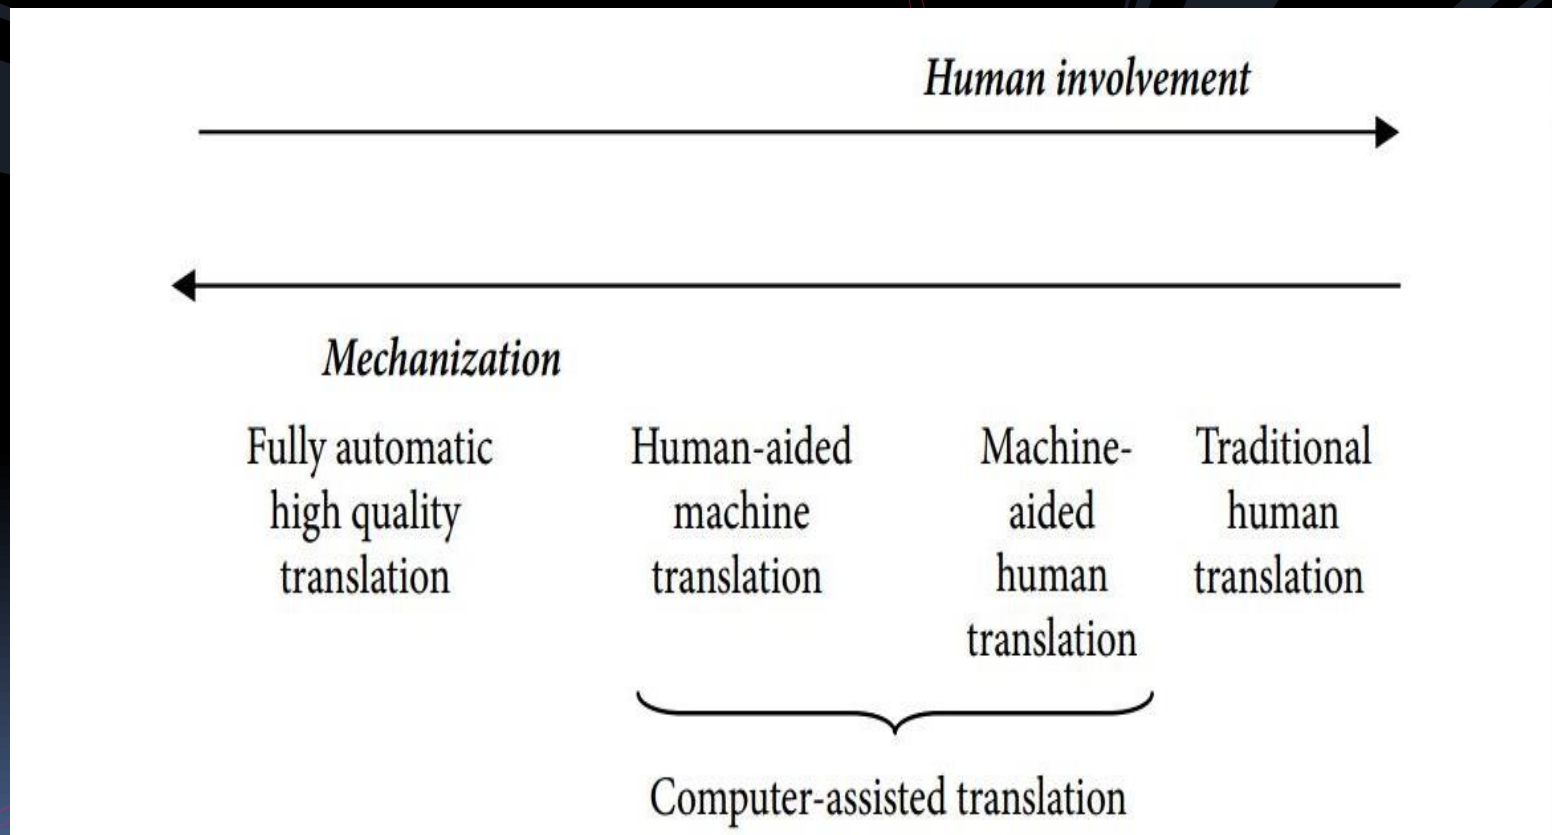 Human involvement
Mechanization
Fully automatic
high quality
translation
Human-aided
machine
translation
Machine-
aided
human
translation
Traditional
human
translation
Computer-assisted translation